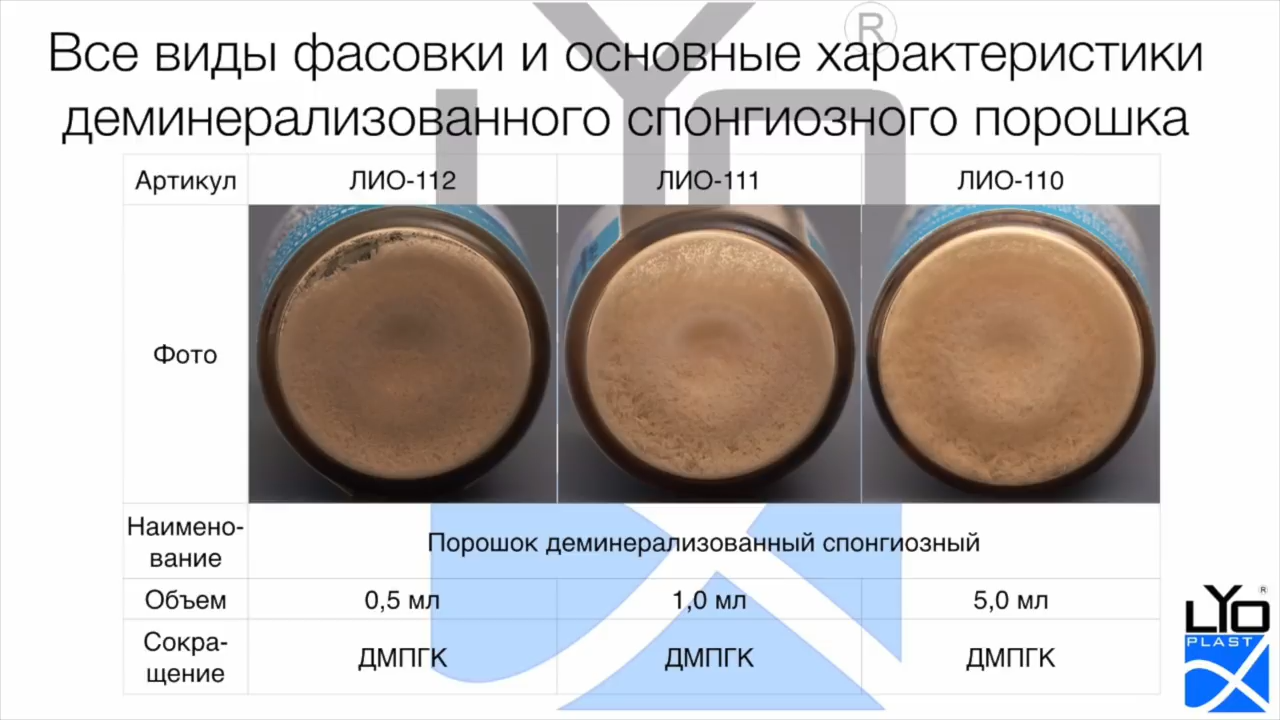 Все виды фасовки и основные характеристики
деминерализованного спонгиозного порошка
Артикул ЛИО-112 ЛИО-111 ЛИО-110
Фото
Наимено-
вание
Порошок деминерализованный спонгиозный
Объем 0,5 мл 1,0 мл 5,0 мл
Сокра-
щение
ДМПГК ДМПГК ДМПГК
LYO®
PLAST